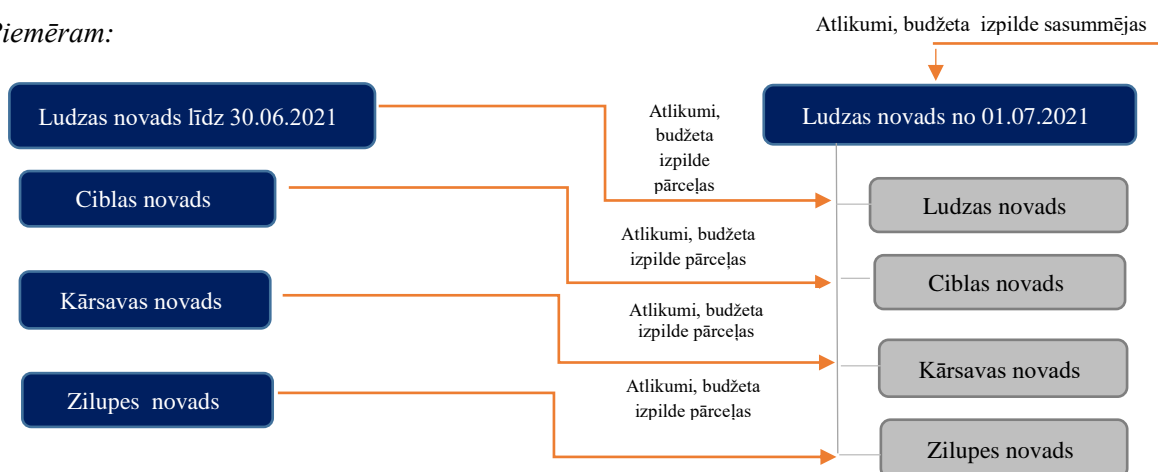 Piemēram:
Atlikumi, budžeta izpilde sasummējas
Ludzas novads līdz 30.06.2021
Atlikumi,
budžeta
izpilde
pārceļas
Ludzas novads no 01.07.2021
Ciblas novads
Ludzas novads
Atlikumi, budžeta
izpilde pārceļas
Ciblas novads
Kārsavas novads
Atlikumi, budžeta
izpilde pārceļas
Kārsavas novads
Zilupes novads
Atlikumi, budžeta
izpilde pārceļas
Zilupes novads